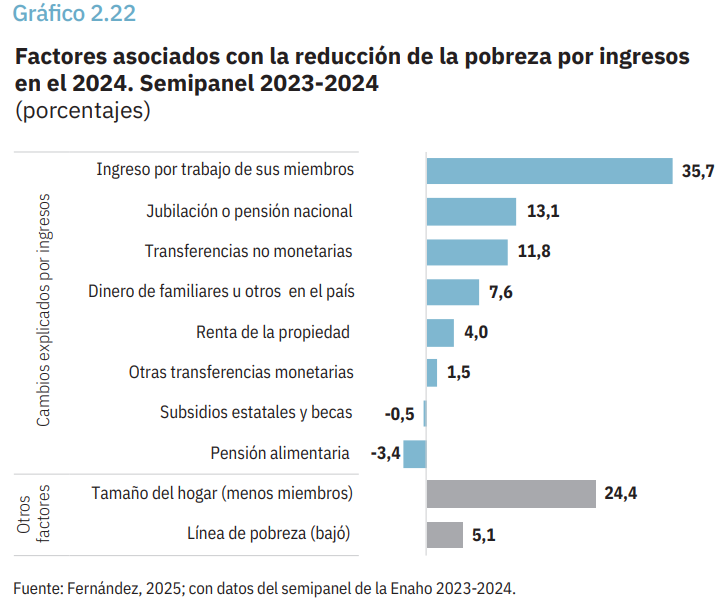 Gráfico 2.22
Factores asociados con la reducción de la pobreza por ingresos
en el 2024. Semipanel 2023-2024
(porcentajes)
Cambios explicados por ingresos
Ingreso por trabajo de sus miembros 35,7
Jubilación o pensión nacional 13,1
Transferencias no monetarias 11,8
Dinero de familiares u otros en el país 7,6
Renta de la propiedad 4,0
Otras transferencias monetarias 1,5
Subsidios estatales y becas -0,5
Pensión alimentaria -3,4
Otros
factores
Tamaño del hogar (menos miembros) 24,4
Línea de pobreza (bajó) 5,1
Fuente: Fernández, 2025; con datos del semipanel de la Enaho 2023-2024.